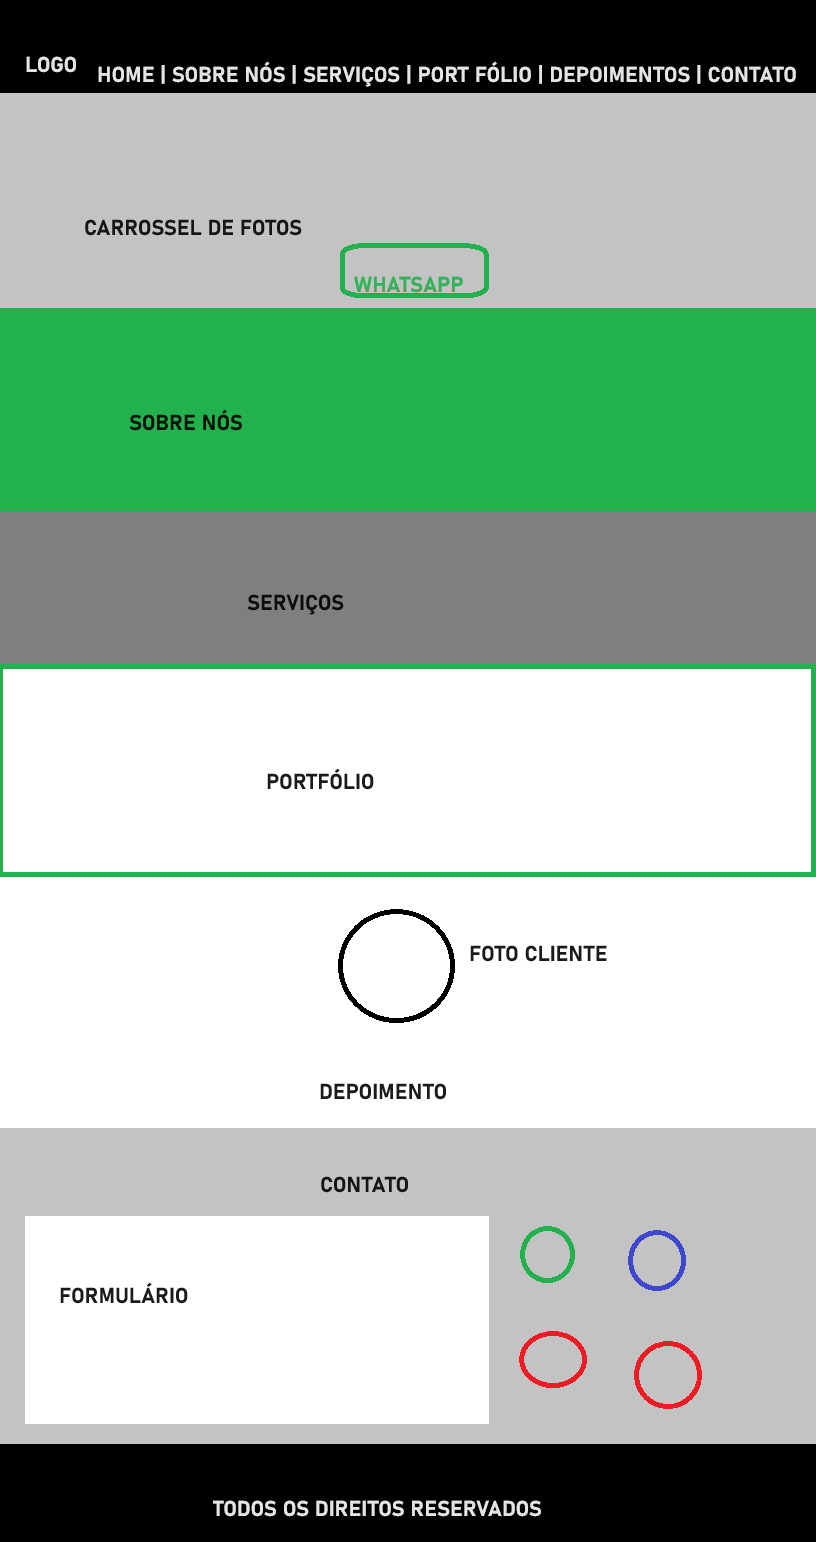 LOGO
HOME | SOBRE NÓS | SERVIÇOS | PORT FÓLIO | DEPOIMENTOS | CONTATO
CARROSSEL DE FOTOS
WHATSAPP
SOBRE NÓS
SERVIÇOS
PORTFÓLIO
FOTO CLIENTE
DEPOIMENTO
CONTATO
FORMULÁRIO
TODOS OS DIREITOS RESERVADOS